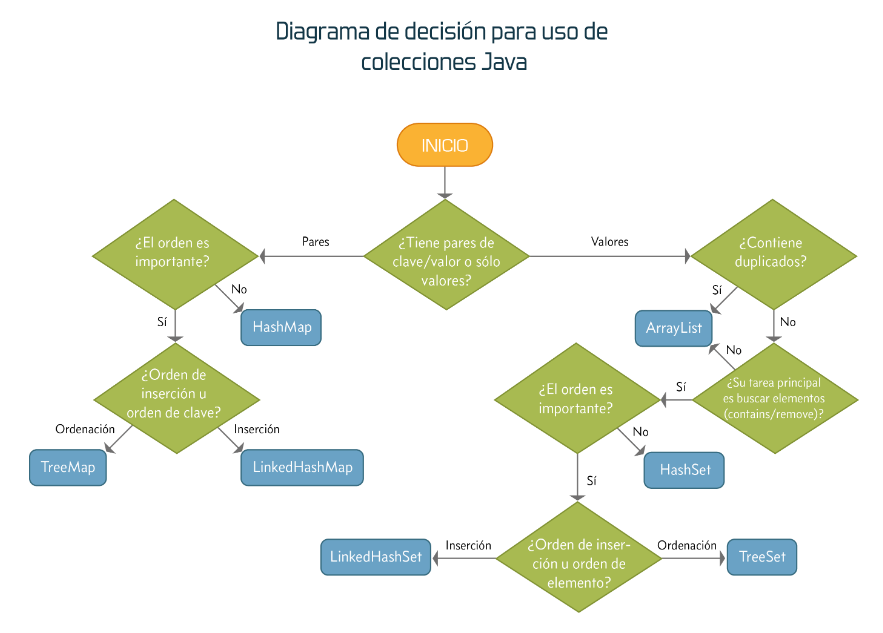 Diagrama de decisión para uso de
colecciones Java
INICIO
¿El orden es
importante?
Pares
¿Tiene pares de
clave/valor o sólo
valores?
Valores
¿Contiene
duplicados?
No
HashMap
Sí
Sí
ArrayList
No
No
¿Orden de
inserción u
orden de clave?
¿El orden es
importante?
Sí
¿Su tarea principal
es buscar elementos
(contains/remove)?
Ordenación
Inserción
No
TreeMap
LinkedHashMap
HashSet
Sí
LinkedHashSet
Inserción
¿Orden de inser-
ción u orden de
elemento?
Ordenación
TreeSet